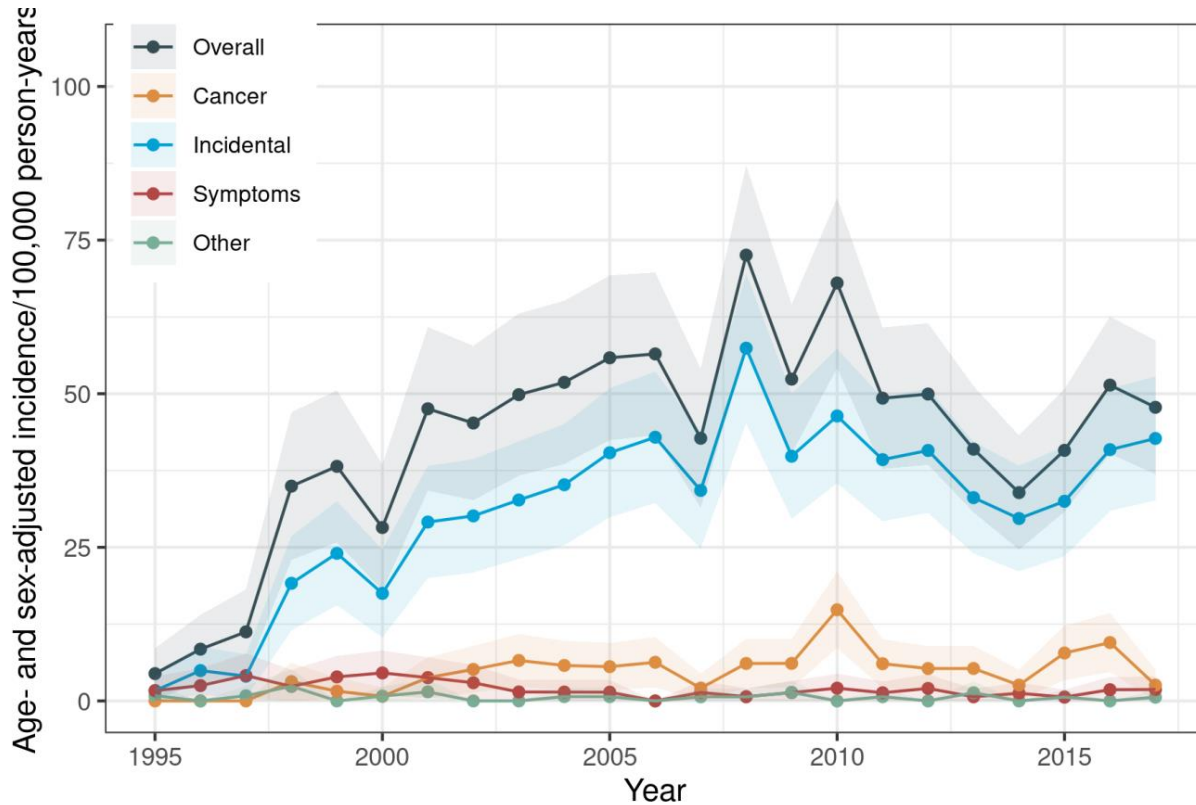 Age- and sex-adjusted incidence/100,000 person-years
Overall
Cancer
Incidental
Symptoms
Other
100
75
50
25
0
1995
2000
2005
2010
2015
Year